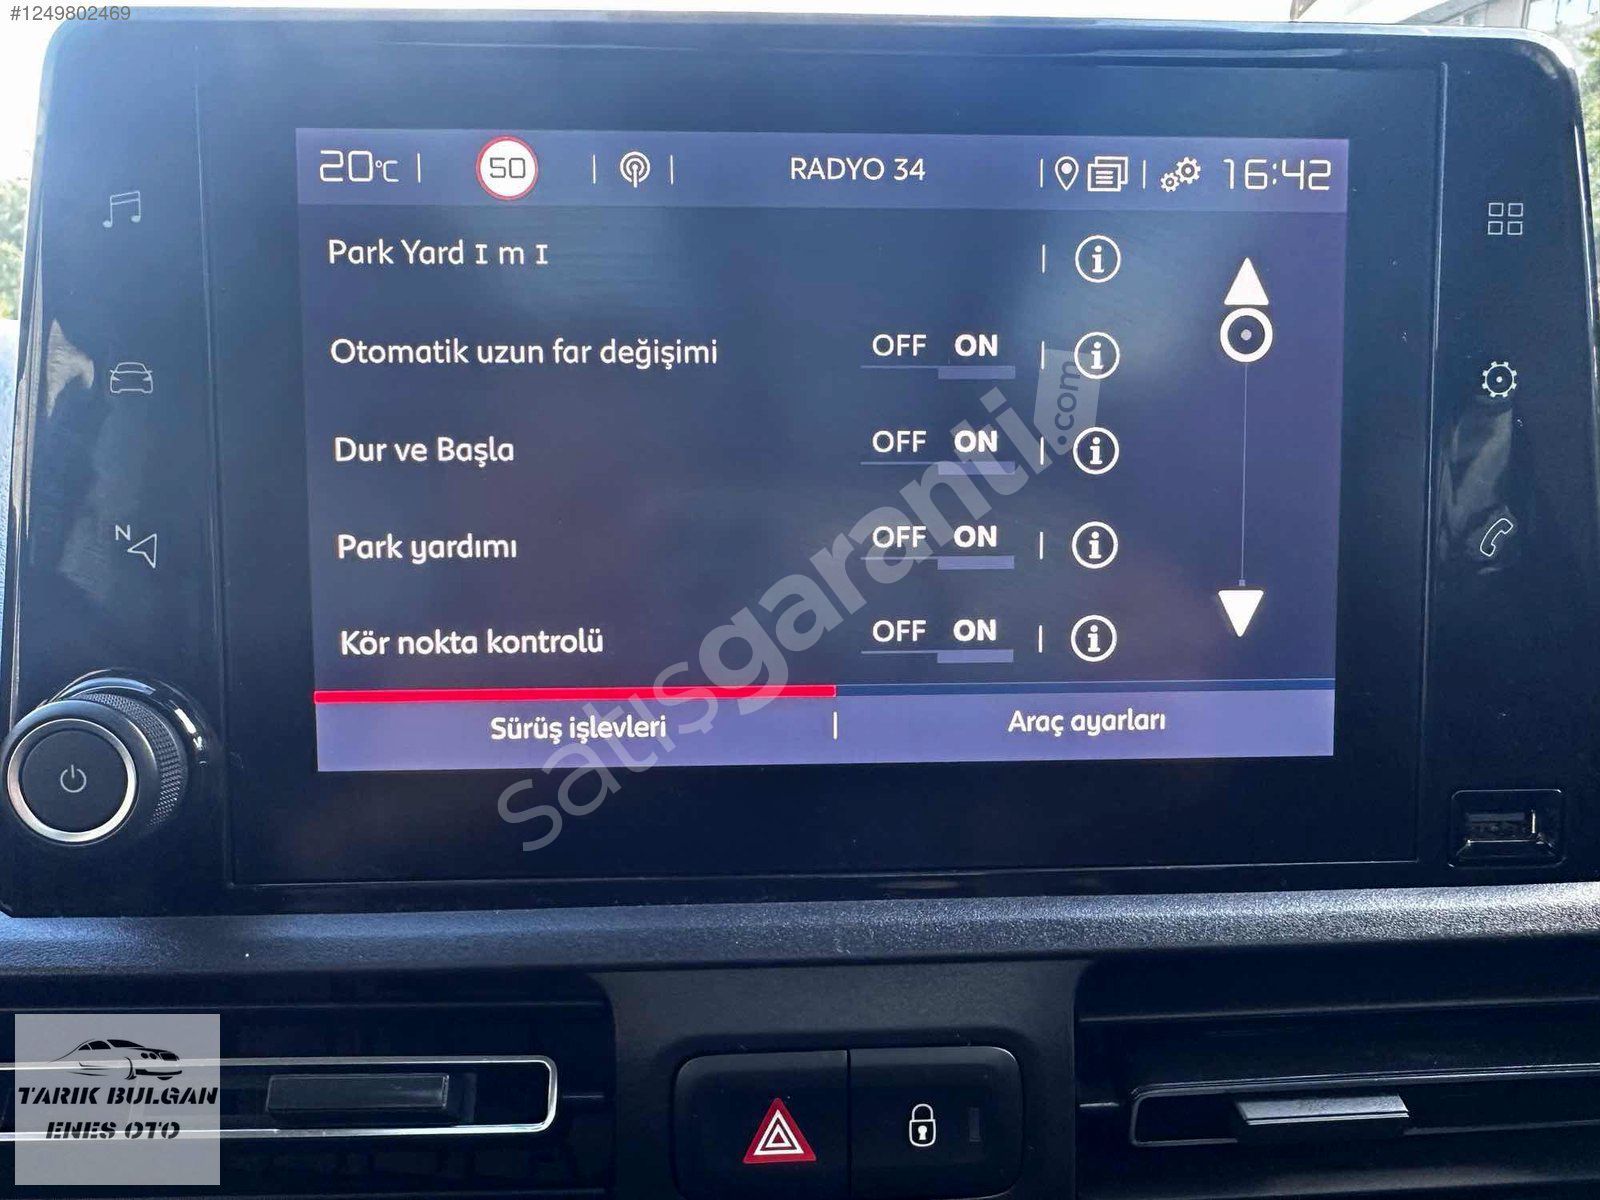 #1249802469
20°C
50
RADYO 34
16:42
Park Yard I m I
Otomatik uzun far değişimi OFF ON
Dur ve Başla OFF ON
Park yardımı OFF ON
Kör nokta kontrolü OFF ON
Sürüş işlevleri
Araç ayarları
N
satışgaranti.com
TARIK BULGAN
ENES OTO